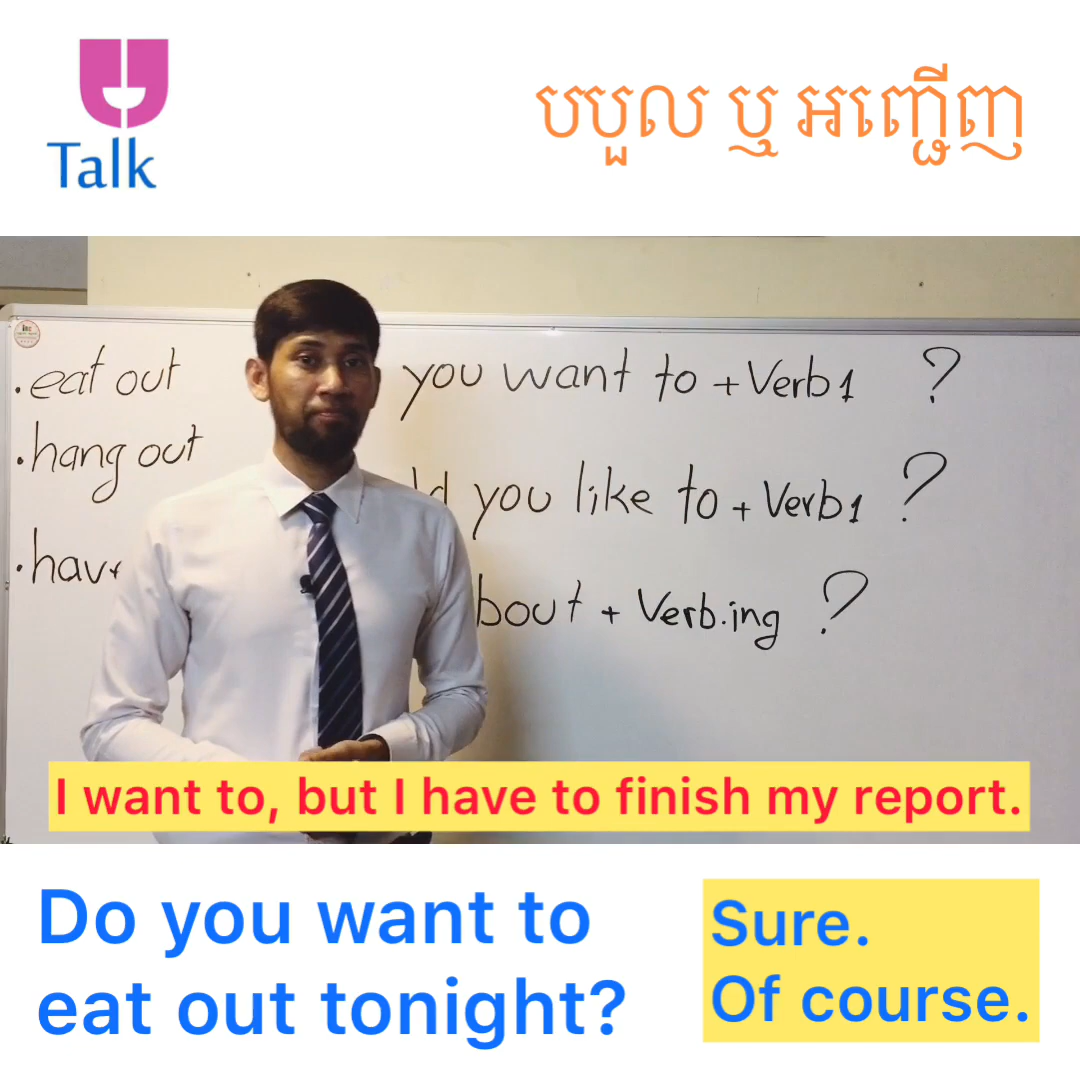 Talk
បបួល ឬ អញ្ជើញ
. eat out
. hang out
you want to + Verb1 ?
you like to + Verb1 ?
+ Verb.ing ?
I want to, but I have to finish my report.
Do you want to
eat out tonight?
Sure.
Of course.